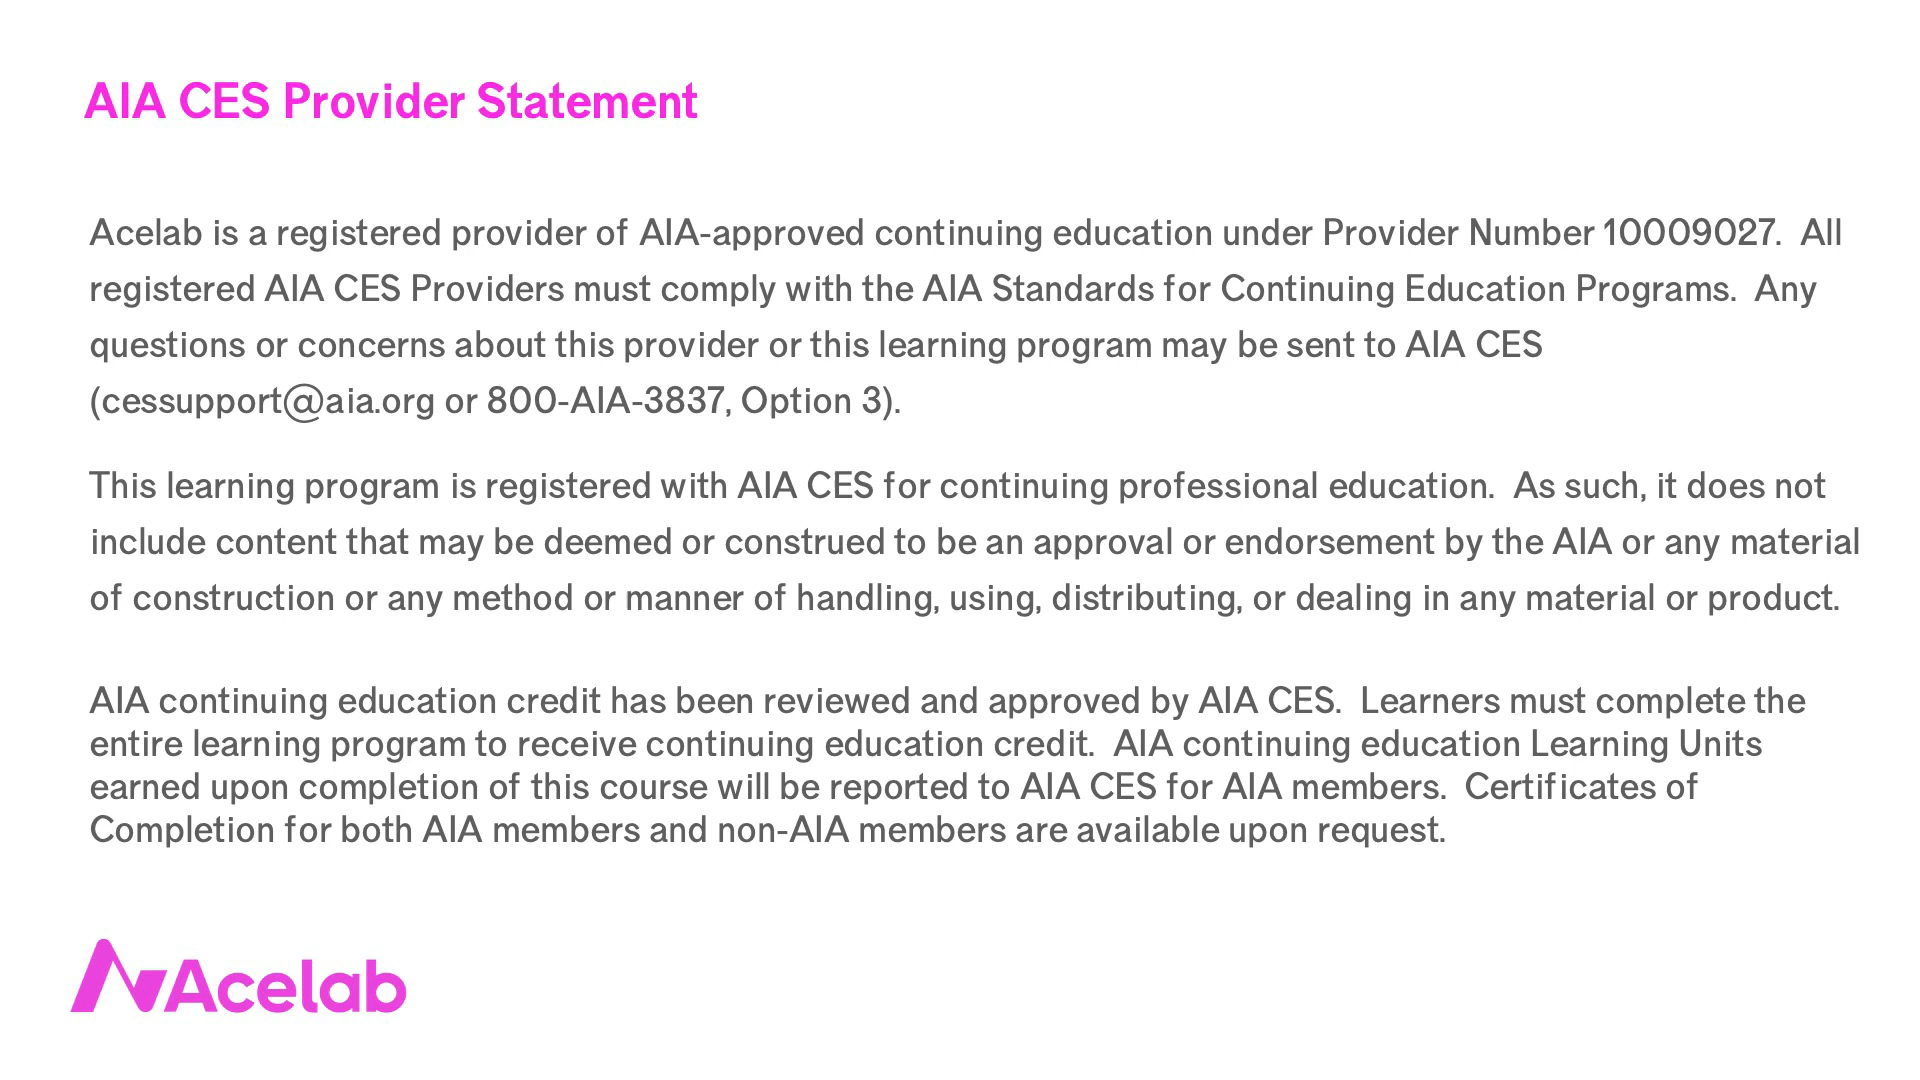 AIA CES Provider Statement
Acelab is a registered provider of AIA-approved continuing education under Provider Number 10009027.  All
registered AIA CES Providers must comply with the AIA Standards for Continuing Education Programs.  Any
questions or concerns about this provider or this learning program may be sent to AIA CES
(cessupport@aia.org or 800-AIA-3837, Option 3).
This learning program is registered with AIA CES for continuing professional education.  As such, it does not
include content that may be deemed or construed to be an approval or endorsement by the AIA or any material
of construction or any method or manner of handling, using, distributing, or dealing in any material or product.
AIA continuing education credit has been reviewed and approved by AIA CES.  Learners must complete the
entire learning program to receive continuing education credit.  AIA continuing education Learning Units
earned upon completion of this course will be reported to AIA CES for AIA members.  Certificates of
Completion for both AIA members and non-AIA members are available upon request.
Acelab